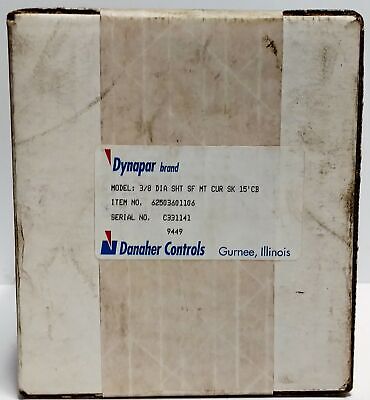 Dynapar brand
MODEL: 3/8 DIA SHT SF MT CUR SK 15'CB
ITEM NO. 62503601106
SERIAL NO. C331141
9449
Danaher Controls Gurnee, Illinois